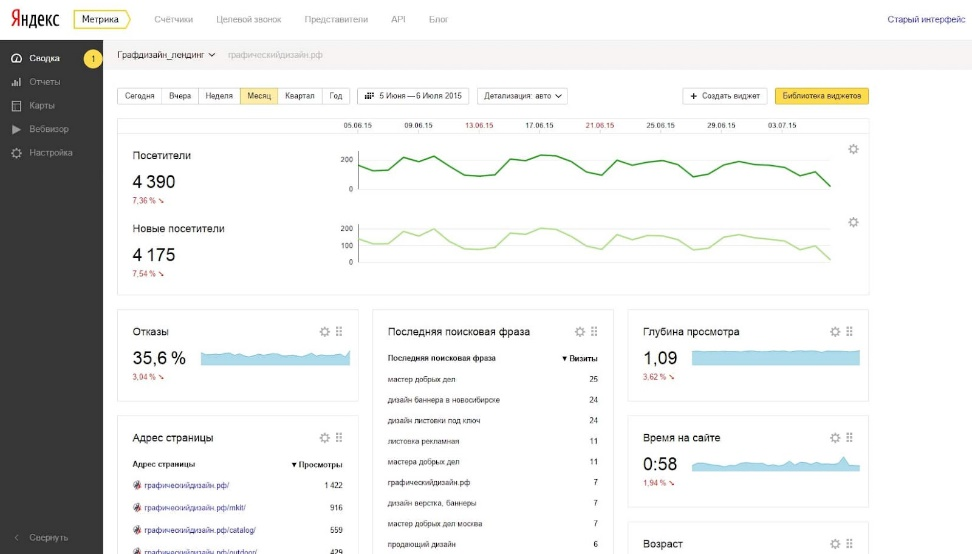 Яндекс Метрика Счётчики Целевой звонок Представители API Блог Старый интерфейс
Сводка 1
Отчеты
Карты
Вебвизор
Настройка
Свернуть
Графдизайн_лендинг графическийдизайн.рф
Сегодня Вчера Неделя Месяц Квартал Год 5 Июня — 6 Июля 2015 Детализация: авто + Создать виджет Библиотека виджетов
05.06.15 09.06.15 13.06.15 17.06.15 21.06.15 25.06.15 29.06.15 03.07.15
Посетители
4 390
7,36 % ↘
200
0
Новые посетители
4 175
7,54 % ↘
200
100
0
Отказы
35,6 %
3,04 % ↘
Адрес страницы
Адрес страницы ▼ Просмотры
графическийдизайн.рф/ 1 422
графическийдизайн.рф/mkit/ 916
графическийдизайн.рф/catalog/ 559
графическийдизайн.рф/outdoor/ 429
Последняя поисковая фраза
Последняя поисковая фраза ▼ Визиты
мастер добрых дел 25
дизайн баннера в новосибирске 24
дизайн листовки под ключ 24
листовка рекламная 11
мастера добрых дел 11
графическийдизайн.рф 7
дизайн верстка, баннеры 7
мастер добрых дел москва 7
продающий дизайн 6
Глубина просмотра
1,09
3,62 % ↘
Время на сайте
0:58
1,94 % ↘
Возраст